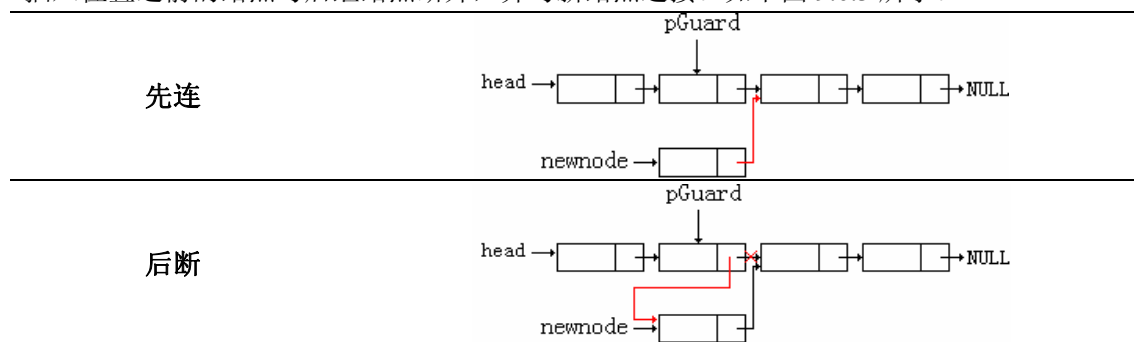 pGuard
先连
head
NULL
newnode
pGuard
后断
head
NULL
newnode